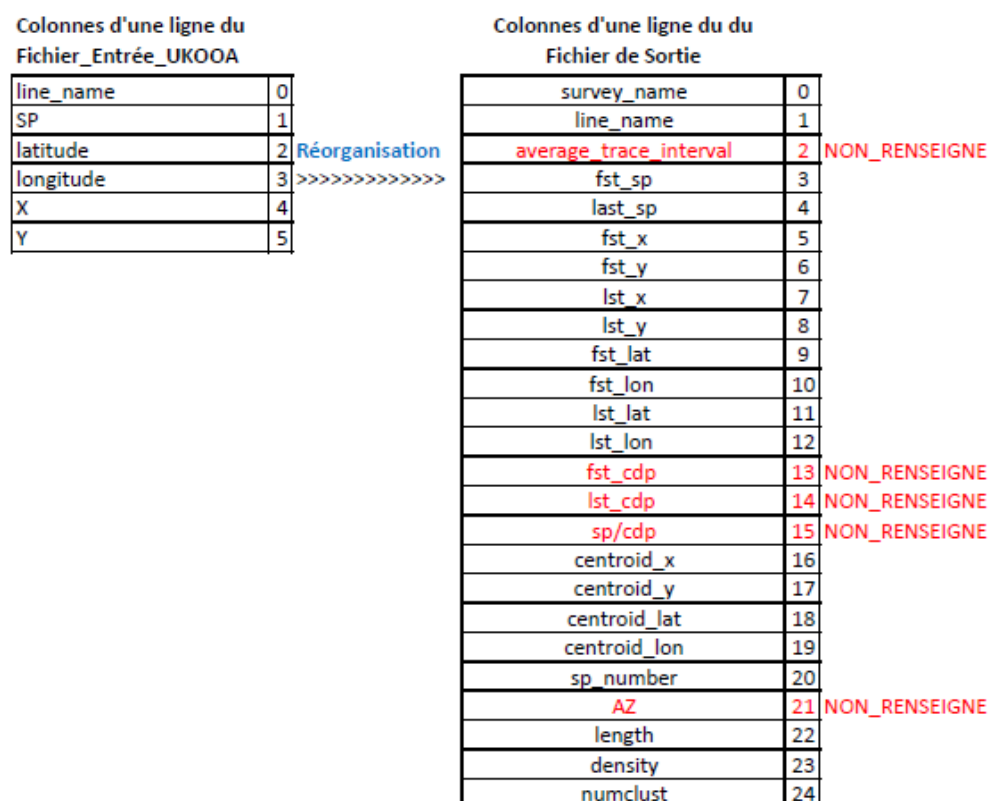 Colonnes d'une ligne du
Fichier_Entrée_UKOOA
line_name 0
SP 1
latitude 2
longitude 3
X 4
Y 5
Réorganisation
>>>>>>>>>>>>>
Colonnes d'une ligne du du
Fichier de Sortie
survey_name 0
line_name 1
average_trace_interval 2 NON_RENSEIGNE
fst_sp 3
last_sp 4
fst_x 5
fst_y 6
lst_x 7
lst_y 8
fst_lat 9
fst_lon 10
lst_lat 11
lst_lon 12
fst_cdp 13 NON_RENSEIGNE
lst_cdp 14 NON_RENSEIGNE
sp/cdp 15 NON_RENSEIGNE
centroid_x 16
centroid_y 17
centroid_lat 18
centroid_lon 19
sp_number 20
AZ 21 NON_RENSEIGNE
length 22
density 23
numclust 24